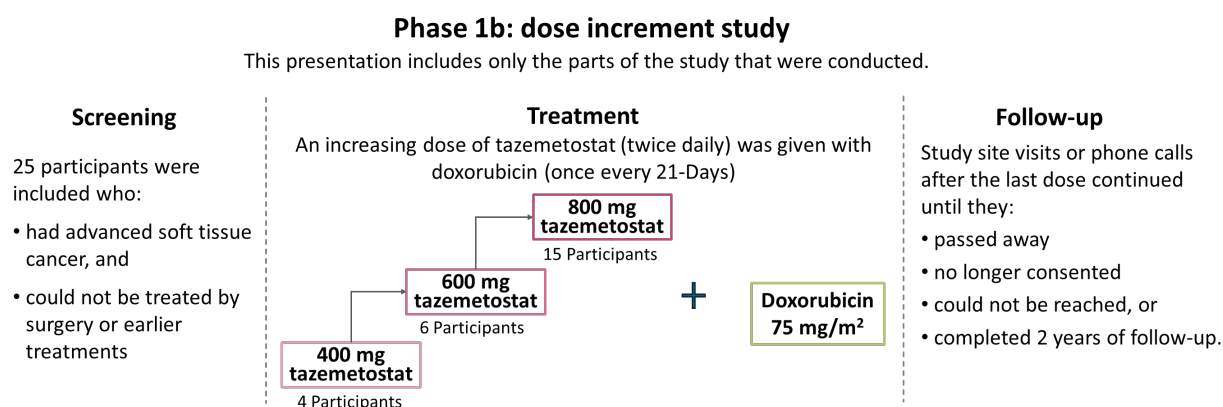 Phase 1b: dose increment study
This presentation includes only the parts of the study that were conducted.
Screening
25 participants were
included who:
• had advanced soft tissue
cancer, and
• could not be treated by
surgery or earlier
treatments
Treatment
An increasing dose of tazemetostat (twice daily) was given with
doxorubicin (once every 21-Days)
800 mg
tazemetostat
15 Participants
600 mg
tazemetostat
6 Participants
400 mg
tazemetostat
4 Participants
+
Doxorubicin
75 mg/m²
Follow-up
Study site visits or phone calls
after the last dose continued
until they:
• passed away
• no longer consented
• could not be reached, or
• completed 2 years of follow-up.